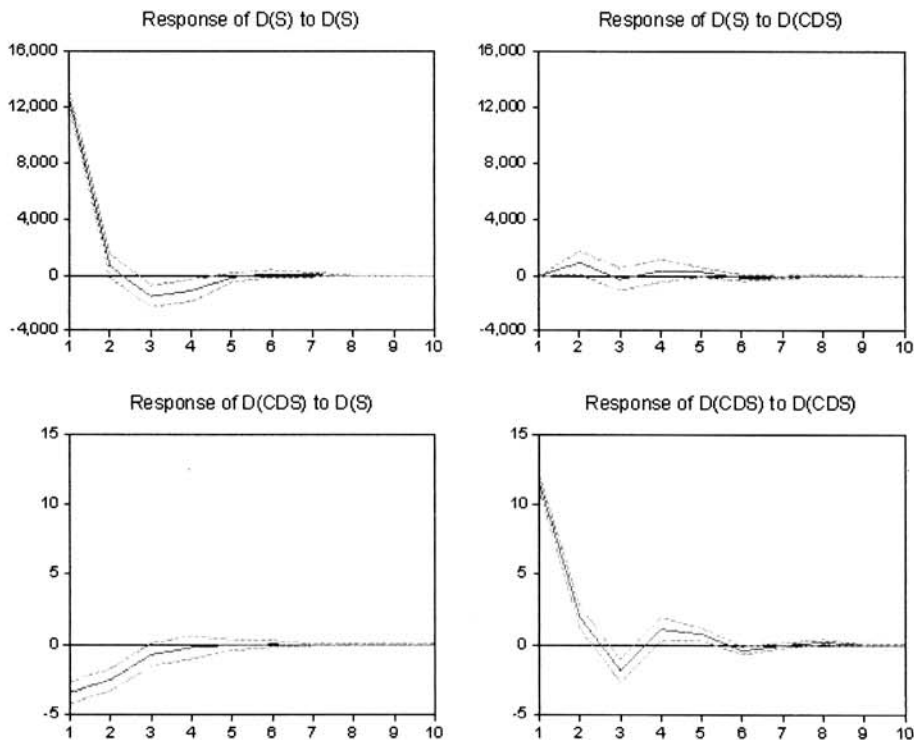 Response of D(S) to D(S)
16,000
12,000
8,000
4,000
0
-4,000
1 2 3 4 5 6 7 8 9 10
Response of D(S) to D(CDS)
16,000
12,000
8,000
4,000
0
-4,000
1 2 3 4 5 6 7 8 9 10
Response of D(CDS) to D(S)
15
10
5
0
-5
1 2 3 4 5 6 7 8 9 10
Response of D(CDS) to D(CDS)
15
10
5
0
-5
1 2 3 4 5 6 7 8 9 10